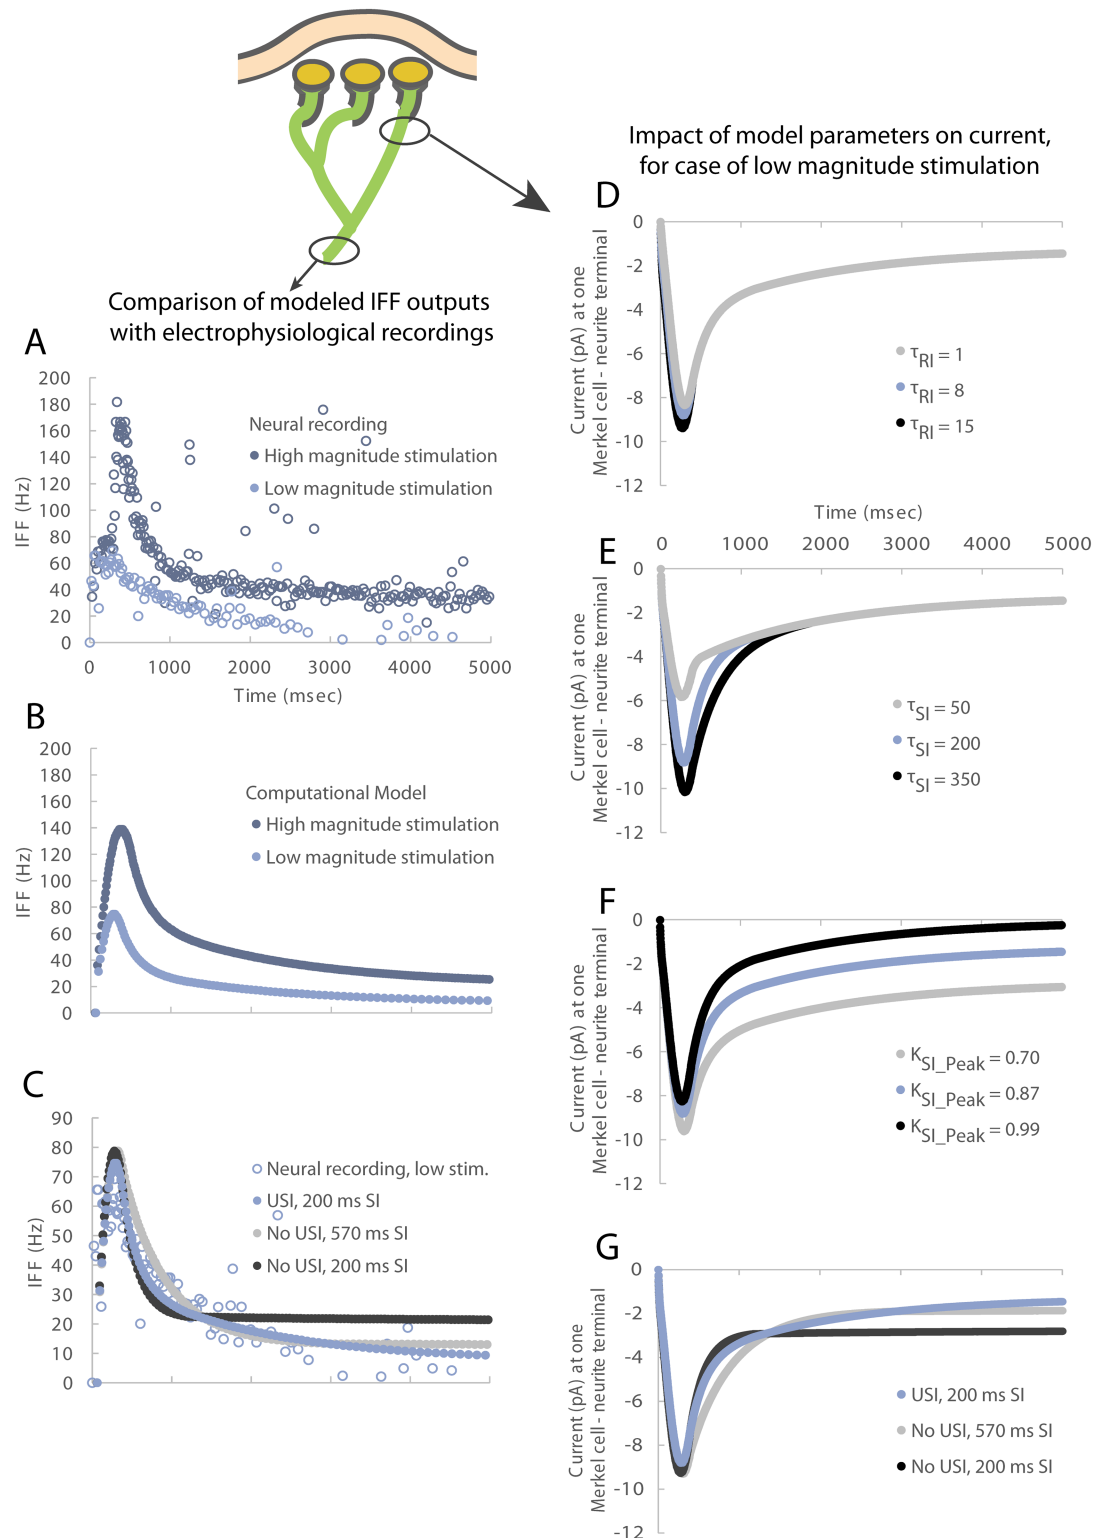 Comparison of modeled IFF outputs
with electrophysiological recordings
A
200
180
160
140
120
100
80
60
40
20
0
IFF (Hz)
Neural recording
High magnitude stimulation
Low magnitude stimulation
0 1000 2000 3000 4000 5000
Time (msec)
B
200
180
160
140
120
100
80
60
40
20
0
IFF (Hz)
Computational Model
High magnitude stimulation
Low magnitude stimulation
C
90
80
70
60
50
40
30
20
10
0
IFF (Hz)
Neural recording, low stim.
USI, 200 ms SI
No USI, 570 ms SI
No USI, 200 ms SI
Impact of model parameters on current,
for case of low magnitude stimulation
D
0
-2
-4
-6
-8
-10
-12
Current (pA) at one
Merkel cell - neurite terminal
τRI = 1
τRI = 8
τRI = 15
Time (msec)
0 1000 2000 3000 4000 5000
E
0
-2
-4
-6
-8
-10
-12
Current (pA) at one
Merkel cell - neurite terminal
τSI = 50
τSI = 200
τSI = 350
F
0
-2
-4
-6
-8
-10
-12
Current (pA) at one
Merkel cell - neurite terminal
KSI_Peak = 0.70
KSI_Peak = 0.87
KSI_Peak = 0.99
G
0
-2
-4
-6
-8
-10
-12
Current (pA) at one
Merkel cell - neurite terminal
USI, 200 ms SI
No USI, 570 ms SI
No USI, 200 ms SI